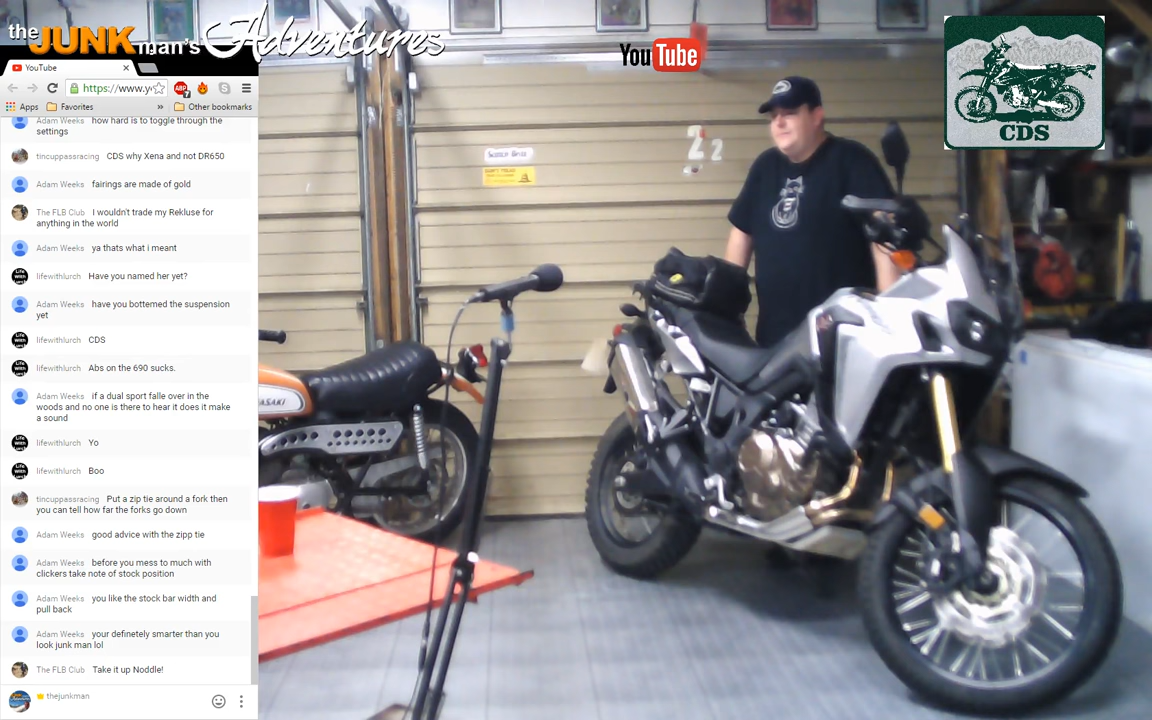 the JUNK man's Adventures
YouTube
CDS
YouTube
https://www.y
ABP
7
Apps
Favorites
»
Other bookmarks
Adam Weeks how hard is to toggle through the
settings
tincuppassracing CDS why Xena and not DR650
Adam Weeks fairings are made of gold
The FLB Club I wouldn't trade my Rekluse for
anything in the world
Adam Weeks ya thats what i meant
lifewithlurch Have you named her yet?
Adam Weeks have you bottemed the suspension
yet
lifewithlurch CDS
lifewithlurch Abs on the 690 sucks.
Adam Weeks if a dual sport falle over in the
woods and no one is there to hear it does it make
a sound
lifewithlurch Yo
lifewithlurch Boo
tincuppassracing Put a zip tie around a fork then
you can tell how far the forks go down
Adam Weeks good advice with the zipp tie
Adam Weeks before you mess to much with
clickers take note of stock position
Adam Weeks you like the stock bar width and
pull back
Adam Weeks your definetely smarter than you
look junk man lol
The FLB Club Take it up Noddle!
thejunkman
22